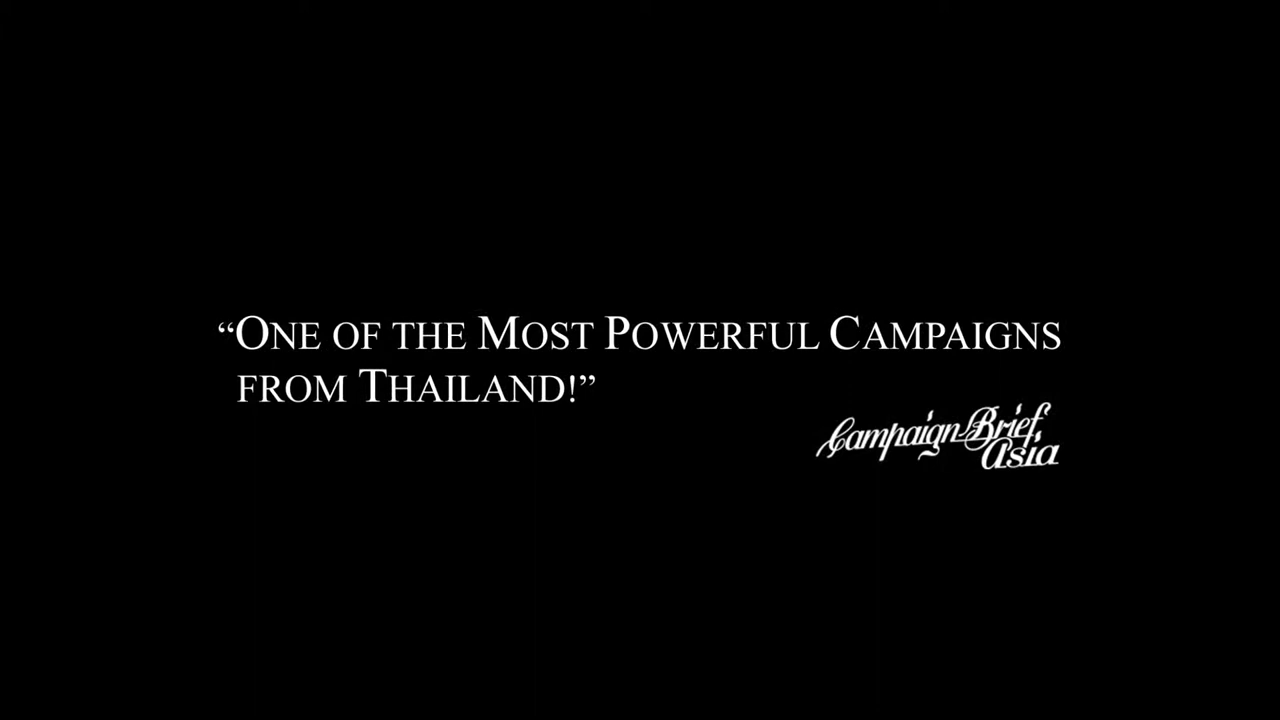 “ONE OF THE MOST POWERFUL CAMPAIGNS
FROM THAILAND!”
Campaign Brief
Asia